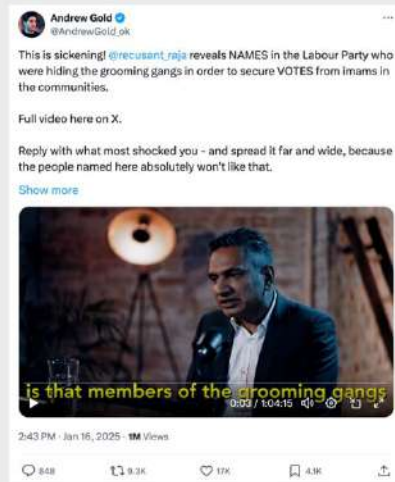 Andrew Gold
@AndrewGold_ok
This is sickening! @recusant_raja reveals NAMES in the Labour Party who
were hiding the grooming gangs in order to secure VOTES from imams in
the communities.
Full video here on X.
Reply with what most shocked you - and spread it far and wide, because
the people named here absolutely won't like that.
Show more
is that members of the grooming gangs
0:03 / 1:04:15
2:43 PM · Jan 16, 2025 · 1M Views
848 9.3K 17K 4.1K